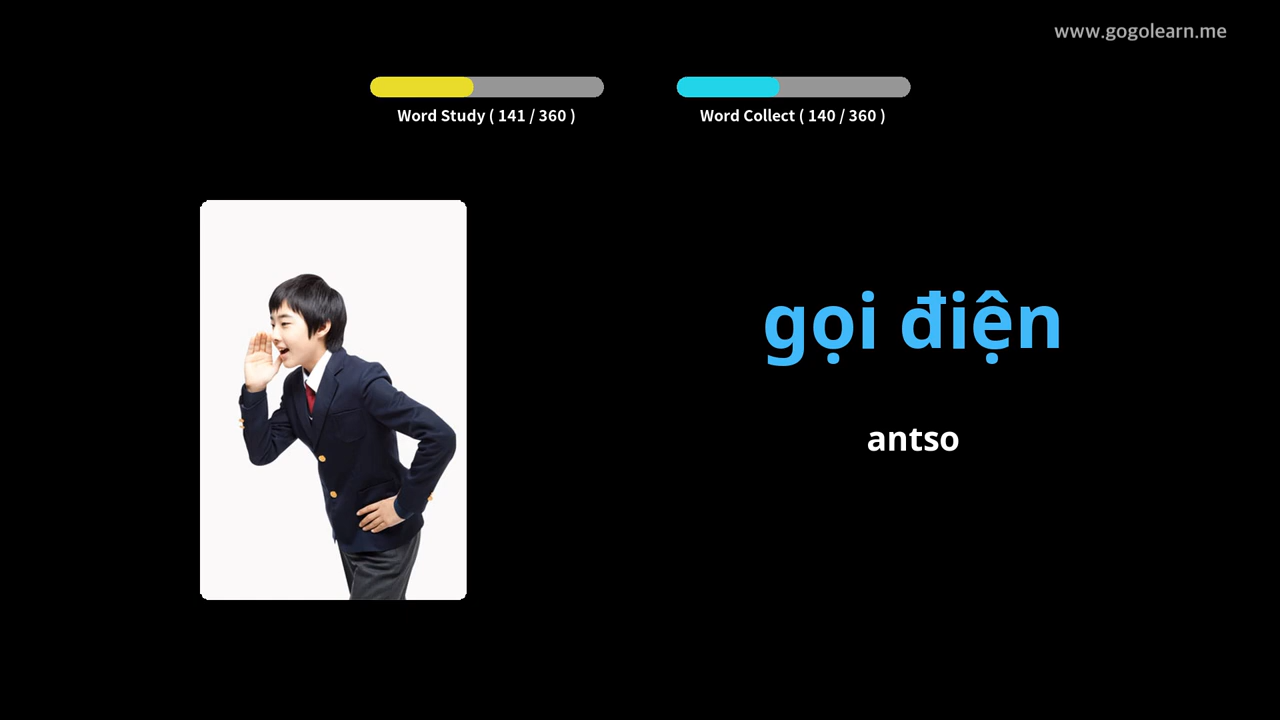 www.gogolearn.me
Word Study ( 141 / 360 )
Word Collect ( 140 / 360 )
gọi điện
antso